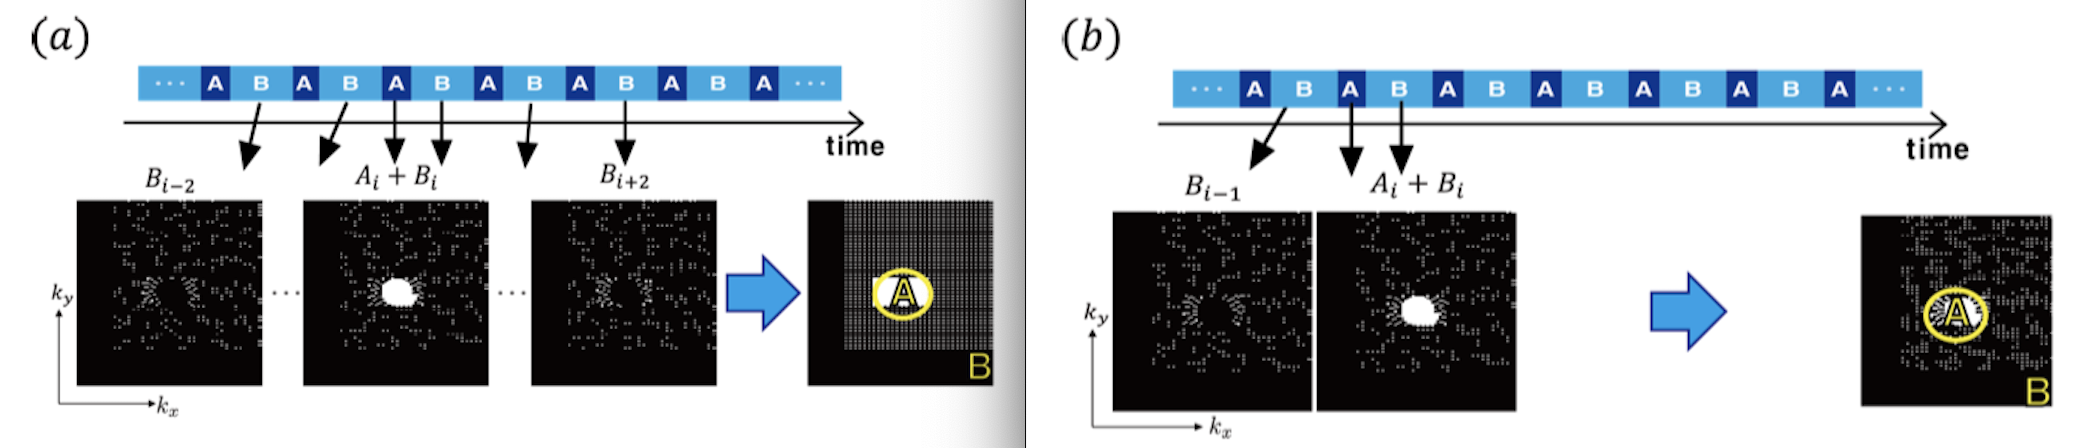 (a)
··· A B A B A B A B A B A B A ···
time
B_{i-2} A_i + B_i B_{i+2}
··· ···
k_y
A
B
k_x
(b)
··· A B A B A B A B A B A B A ···
time
B_{i-1} A_i + B_i
k_y
A
B
k_x